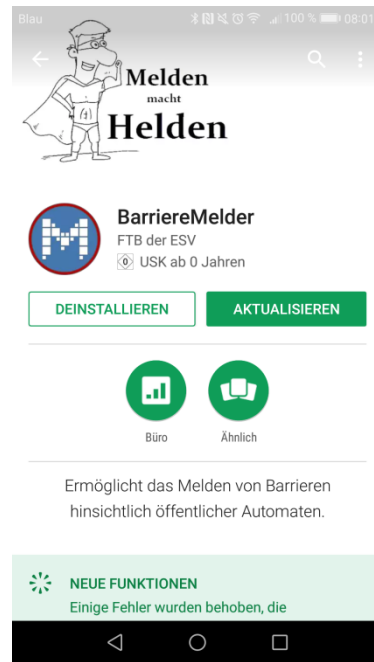 Blau 100 % 08:01
Melden
macht
Helden
BarriereMelder
FTB der ESV
0 USK ab 0 Jahren
DEINSTALLIEREN AKTUALISIEREN
Büro Ähnlich
Ermöglicht das Melden von Barrieren
hinsichtlich öffentlicher Automaten.
NEUE FUNKTIONEN
Einige Fehler wurden behoben, die